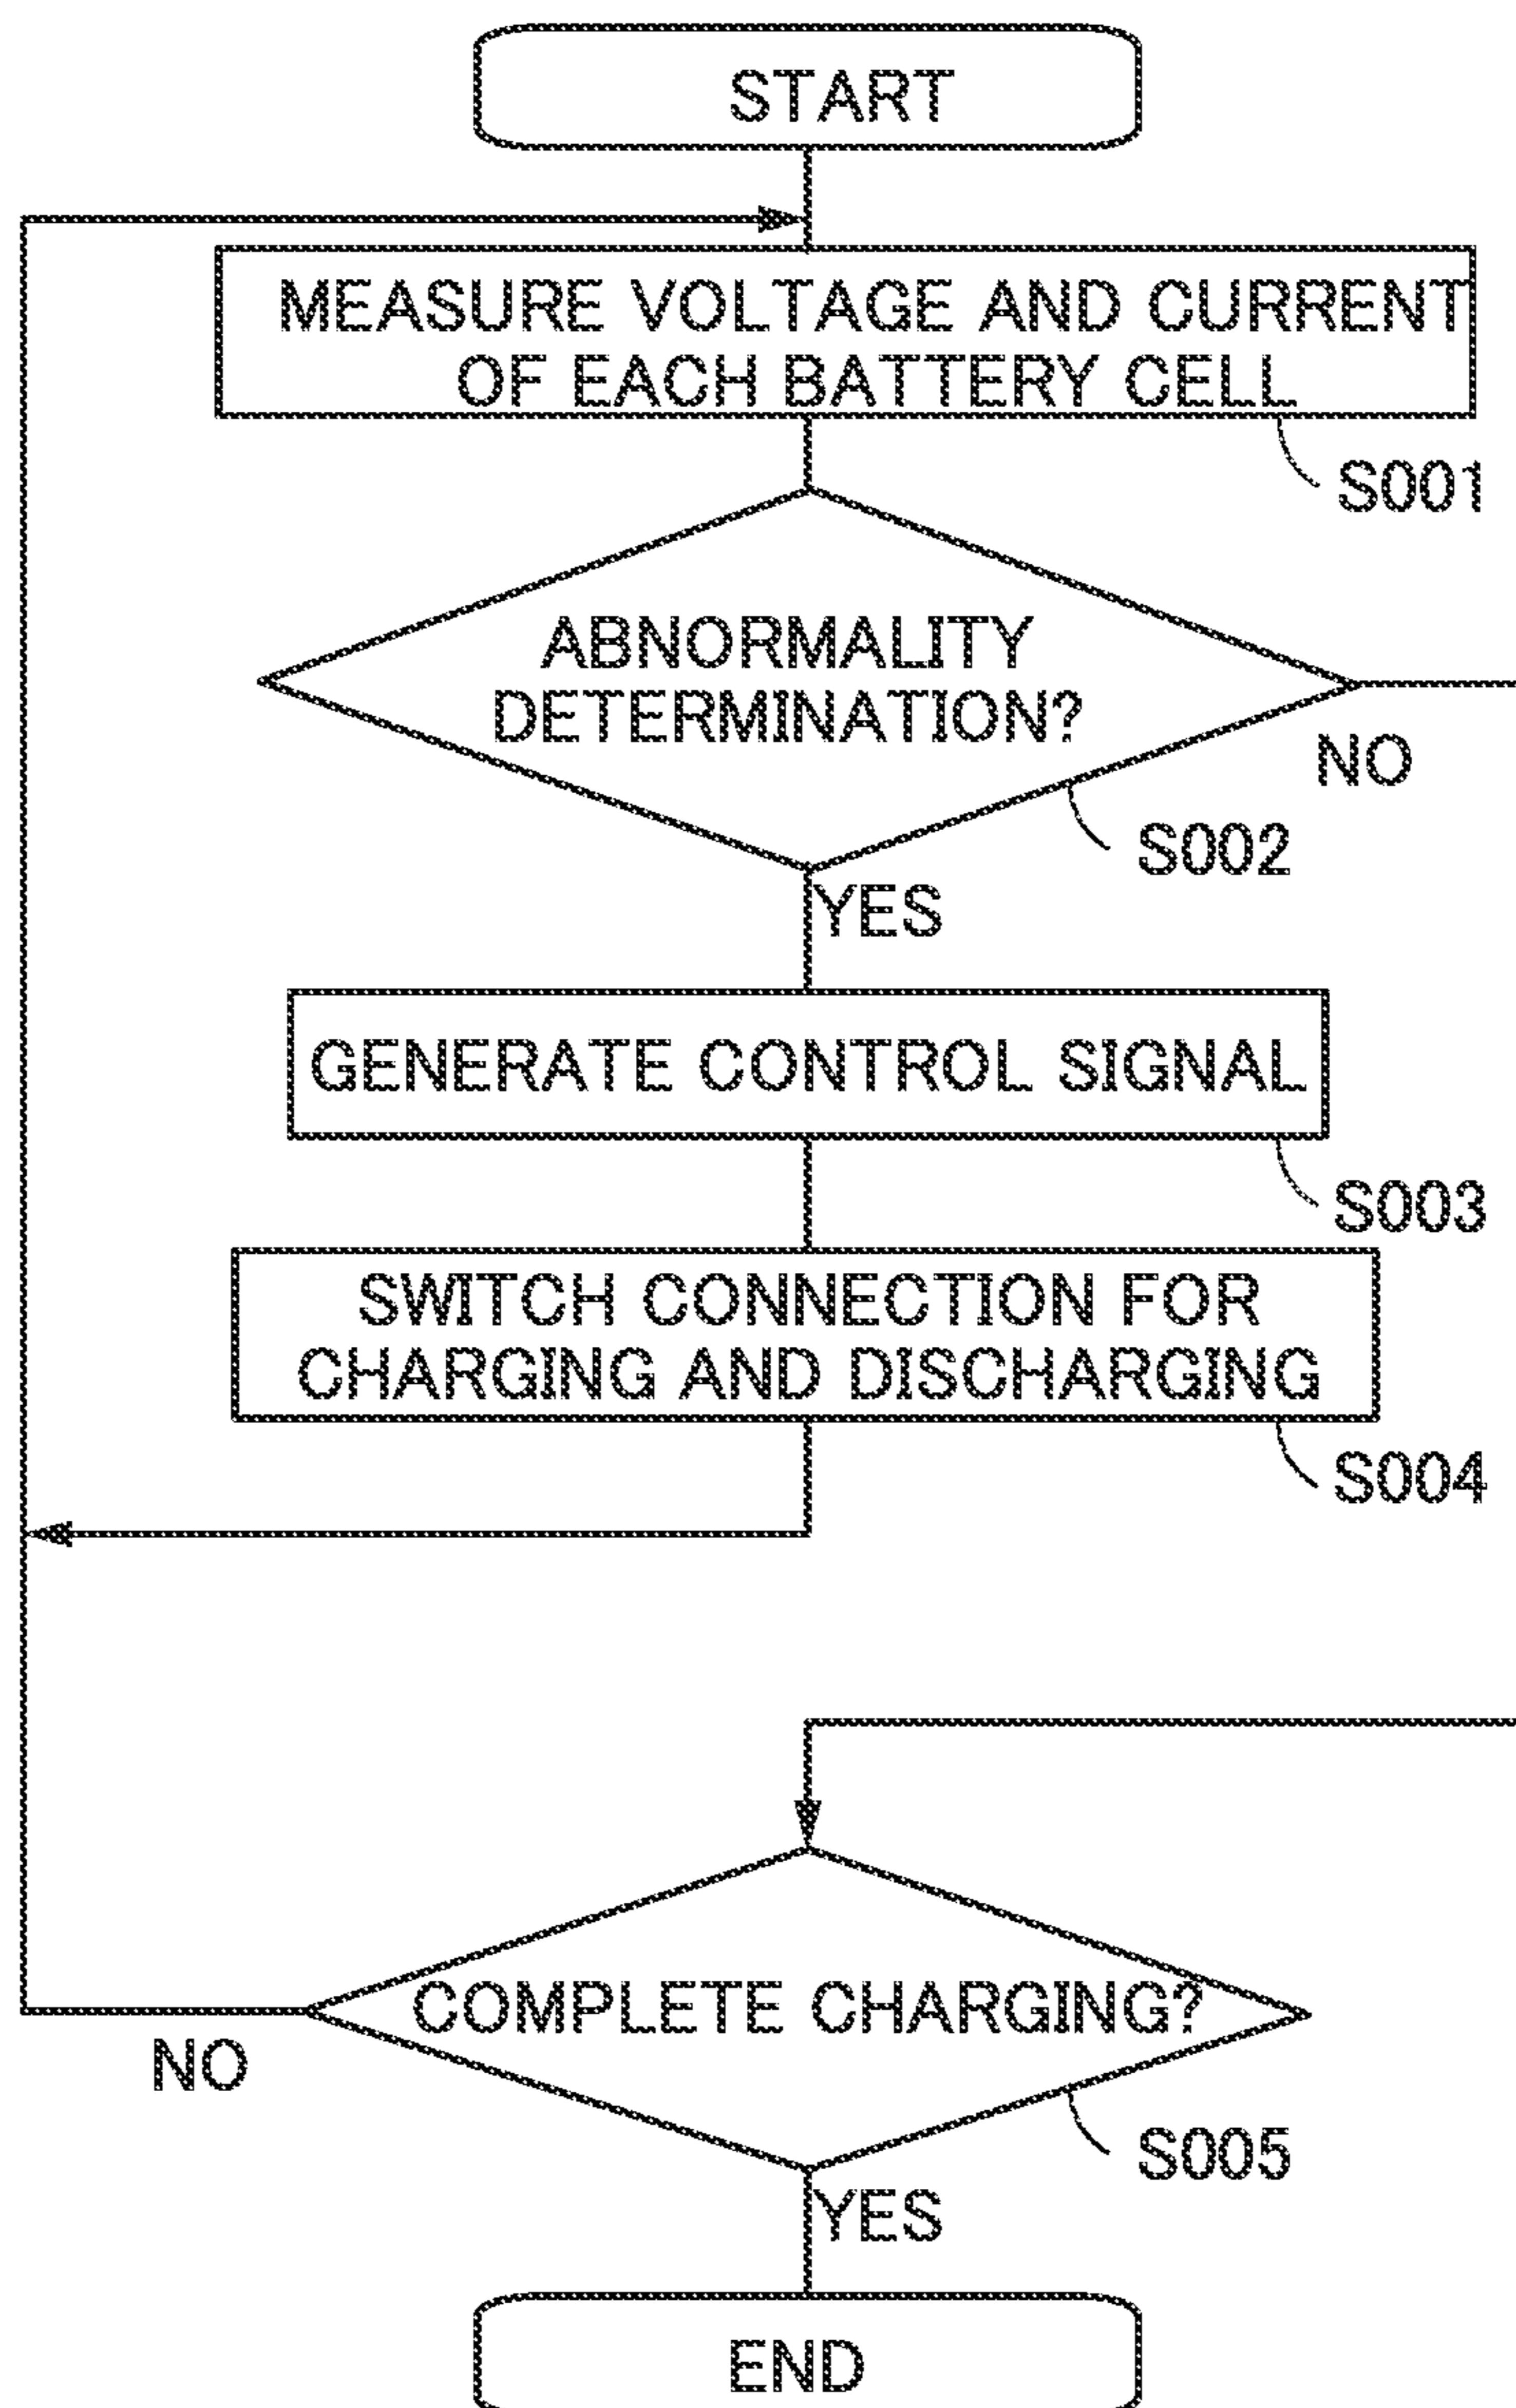 START
MEASURE VOLTAGE AND CURRENT
OF EACH BATTERY CELL
S001
ABNORMALITY
DETERMINATION?
NO
S002
YES
GENERATE CONTROL SIGNAL
S003
SWITCH CONNECTION FOR
CHARGING AND DISCHARGING
S004
COMPLETE CHARGING?
NO
S005
YES
END